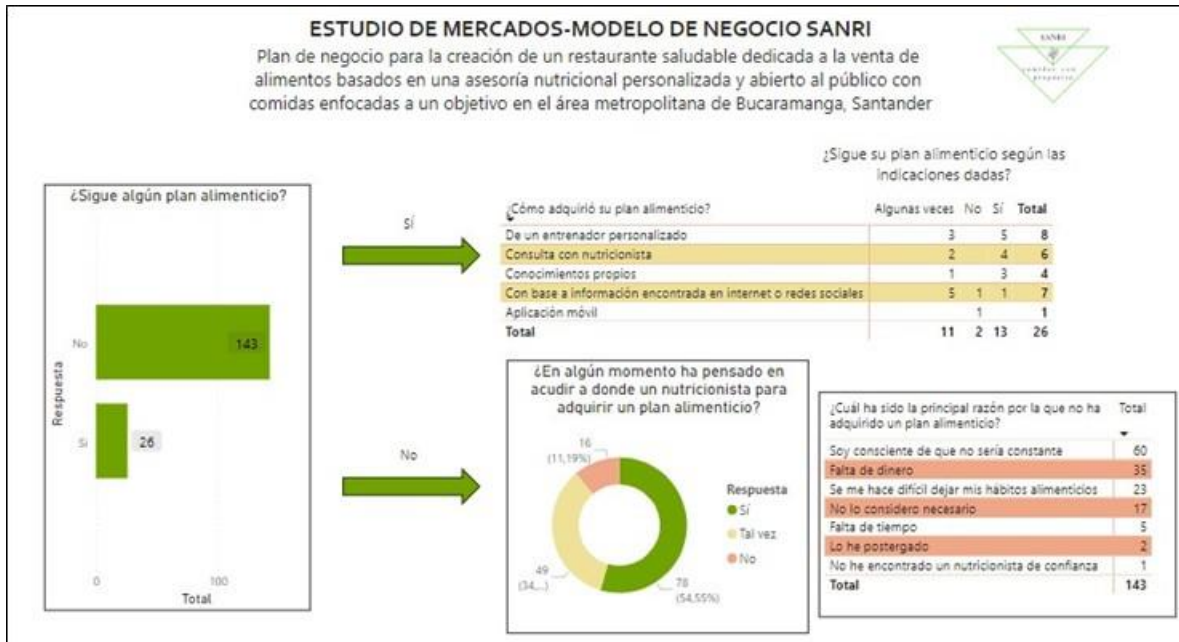 ESTUDIO DE MERCADOS-MODELO DE NEGOCIO SANRI
Plan de negocio para la creación de un restaurante saludable dedicada a la venta de
alimentos basados en una asesoría nutricional personalizada y abierto al público con
comidas enfocadas a un objetivo en el área metropolitana de Bucaramanga, Santander
SANRI
comidas con
propósito
¿Sigue algún plan alimenticio?
Respuesta
No
143
Sí
26
0 100
Total
Sí
No
¿Sigue su plan alimenticio según las
indicaciones dadas?
¿Cómo adquirió su plan alimenticio? Algunas veces No Sí Total
De un entrenador personalizado 3 5 8
Consulta con nutricionista 2 4 6
Conocimientos propios 1 3 4
Con base a información encontrada en internet o redes sociales 5 1 1 7
Aplicación móvil 1 1
Total 11 2 13 26
¿En algún momento ha pensado en
acudir a donde un nutricionista para
adquirir un plan alimenticio?
16
(11,19%)
49
(34,...)
78
(54,55%)
Respuesta
Sí
Tal vez
No
¿Cuál ha sido la principal razón por la que no ha Total
adquirido un plan alimenticio?
Soy consciente de que no sería constante 60
Falta de dinero 35
Se me hace difícil dejar mis hábitos alimenticios 23
No lo considero necesario 17
Falta de tiempo 5
Lo he postergado 2
No he encontrado un nutricionista de confianza 1
Total 143